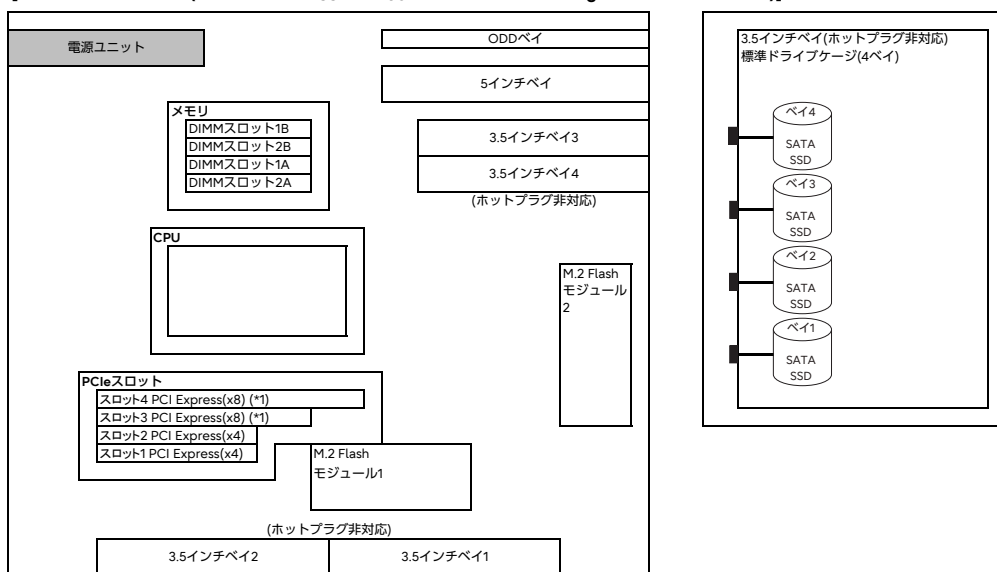 電源ユニット
ODDベイ
5インチベイ
メモリ
DIMMスロット1B
DIMMスロット2B
DIMMスロット1A
DIMMスロット2A
3.5インチベイ3
3.5インチベイ4
(ホットプラグ非対応)
CPU
M.2 Flash
モジュール
2
PCIeスロット
スロット4 PCI Express(x8) (*1)
スロット3 PCI Express(x8) (*1)
スロット2 PCI Express(x4)
スロット1 PCI Express(x4)
M.2 Flash
モジュール1
(ホットプラグ非対応)
3.5インチベイ2
3.5インチベイ1
3.5インチベイ(ホットプラグ非対応)
標準ドライブケージ(4ベイ)
ベイ4
SATA
SSD
ベイ3
SATA
SSD
ベイ2
SATA
SSD
ベイ1
SATA
SSD